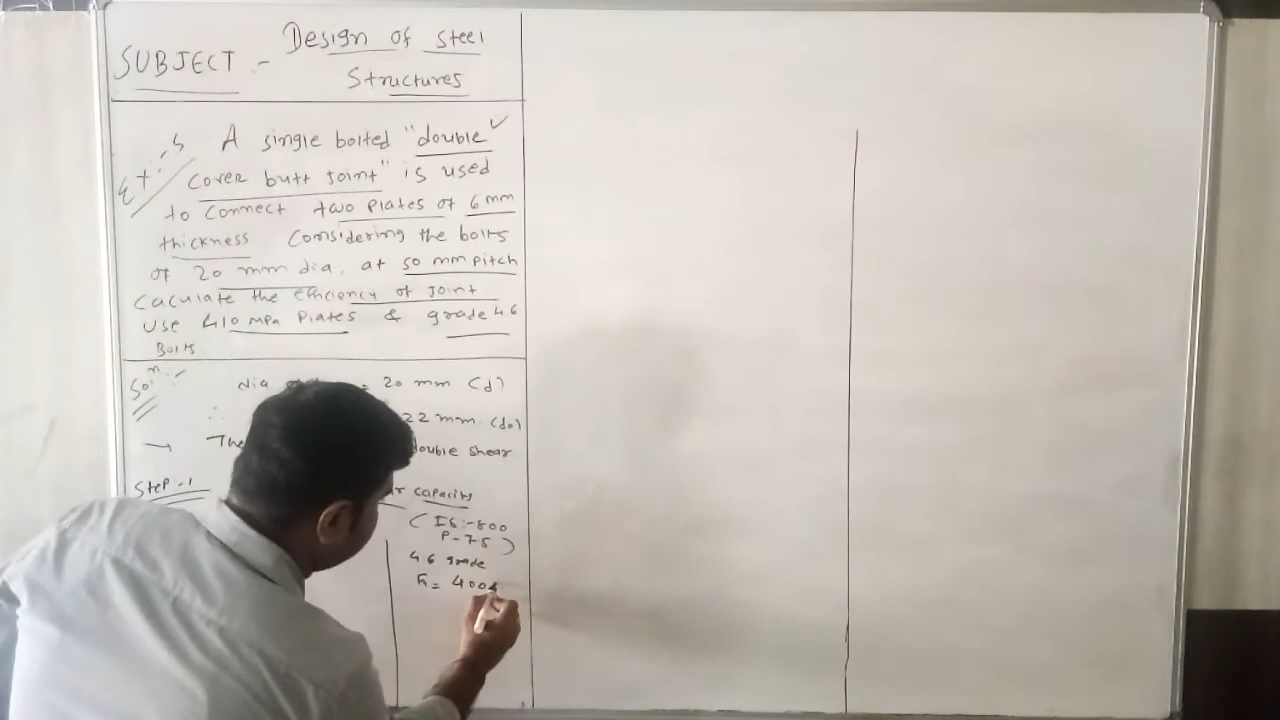 SUBJECT :- Design of steel
Structures
Ex:-5 A single bolted "double
cover butt joint" is used
to connect two plates of 6 mm
thickness Considering the bolts
of 20 mm dia. at 50 mm pitch
Caculate the efficiency of joint
Use 410 MPa Plates & grade 4.6
Bolts
Soln:- Dia = 20 mm (d)
∴ 22 mm. (do)
→ The double shear
Step-1 capacity
(IS:-800
P-75)
4.6 grade
= 400